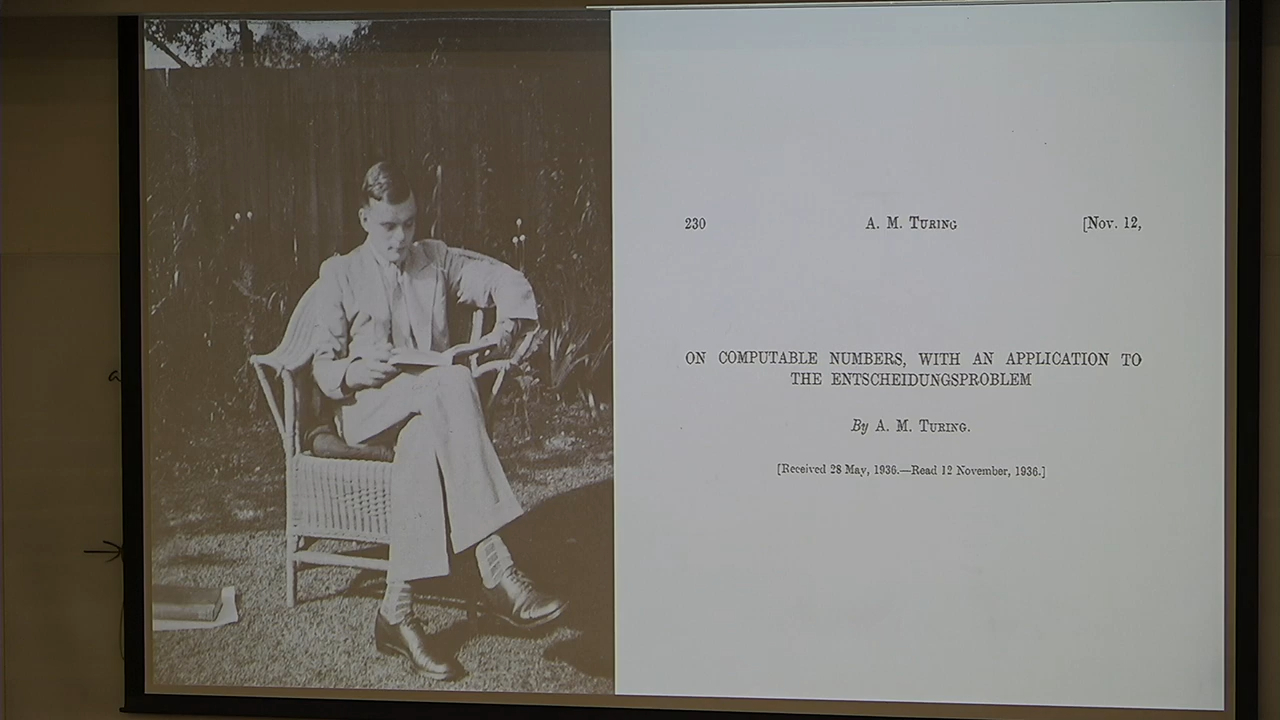 230 A. M. TURING [Nov. 12,
ON COMPUTABLE NUMBERS, WITH AN APPLICATION TO
THE ENTSCHEIDUNGSPROBLEM
By A. M. TURING.
[Received 28 May, 1936.—Read 12 November, 1936.]